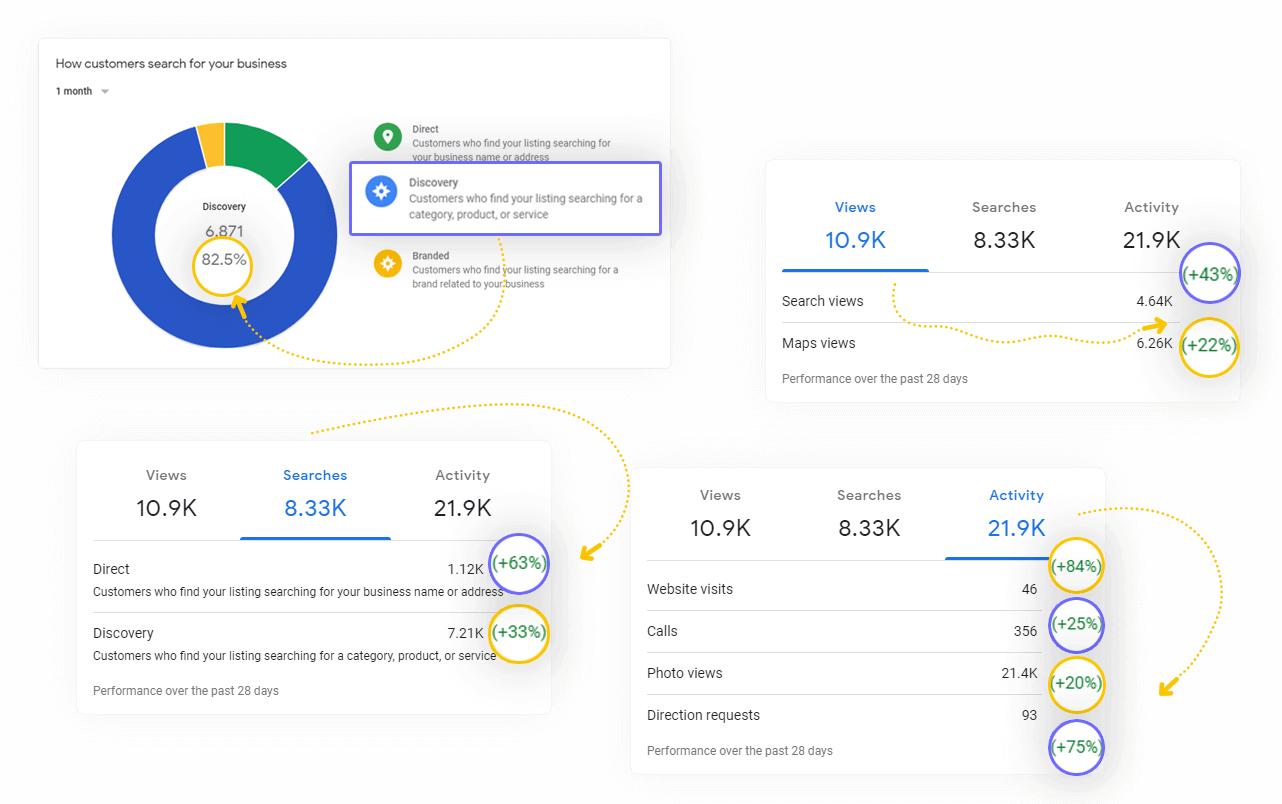 How customers search for your business
1 month
Discovery
6,871
82.5%
Direct
Customers who find your listing searching for
your business name or address
Discovery
Customers who find your listing searching for a
category, product, or service
Branded
Customers who find your listing searching for a
brand related to your business
Views Searches Activity
10.9K 8.33K 21.9K
Search views 4.64K (+43%)
Maps views 6.26K (+22%)
Performance over the past 28 days
Views Searches Activity
10.9K 8.33K 21.9K
Direct 1.12K (+63%)
Customers who find your listing searching for your business name or address
Discovery 7.21K (+33%)
Customers who find your listing searching for a category, product, or service
Performance over the past 28 days
Views Searches Activity
10.9K 8.33K 21.9K
Website visits 46 (+84%)
Calls 356 (+25%)
Photo views 21.4K (+20%)
Direction requests 93 (+75%)
Performance over the past 28 days